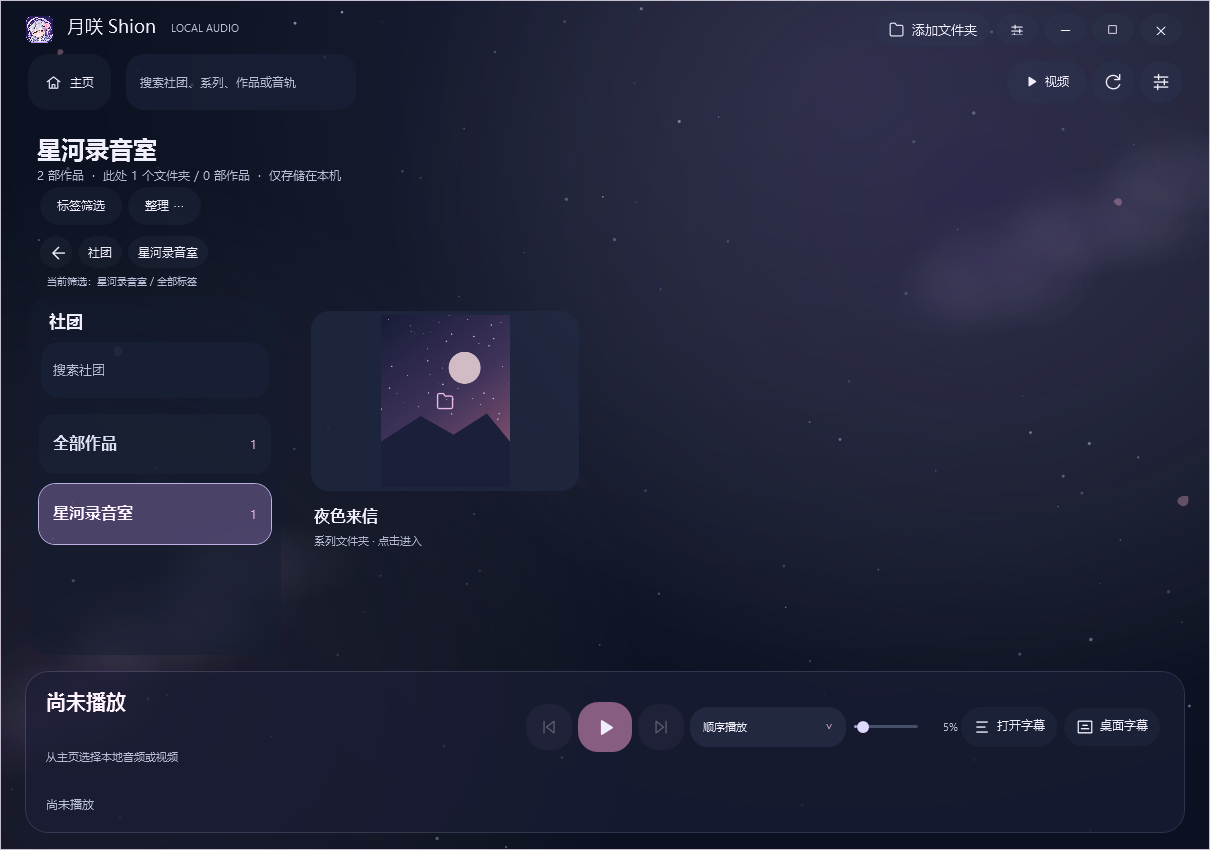 月咲 Shion LOCAL AUDIO 添加文件夹
主页 搜索社团、系列、作品或音轨 视频
星河录音室
2 部作品 · 此处 1 个文件夹 / 0 部作品 · 仅存储在本机
标签筛选 整理 ···
社团 星河录音室
当前筛选: 星河录音室 / 全部标签
社团
搜索社团
全部作品 1
星河录音室 1
夜色来信
系列文件夹 · 点击进入
尚未播放
顺序播放 5% 打开字幕 桌面字幕
从主页选择本地音频或视频
尚未播放